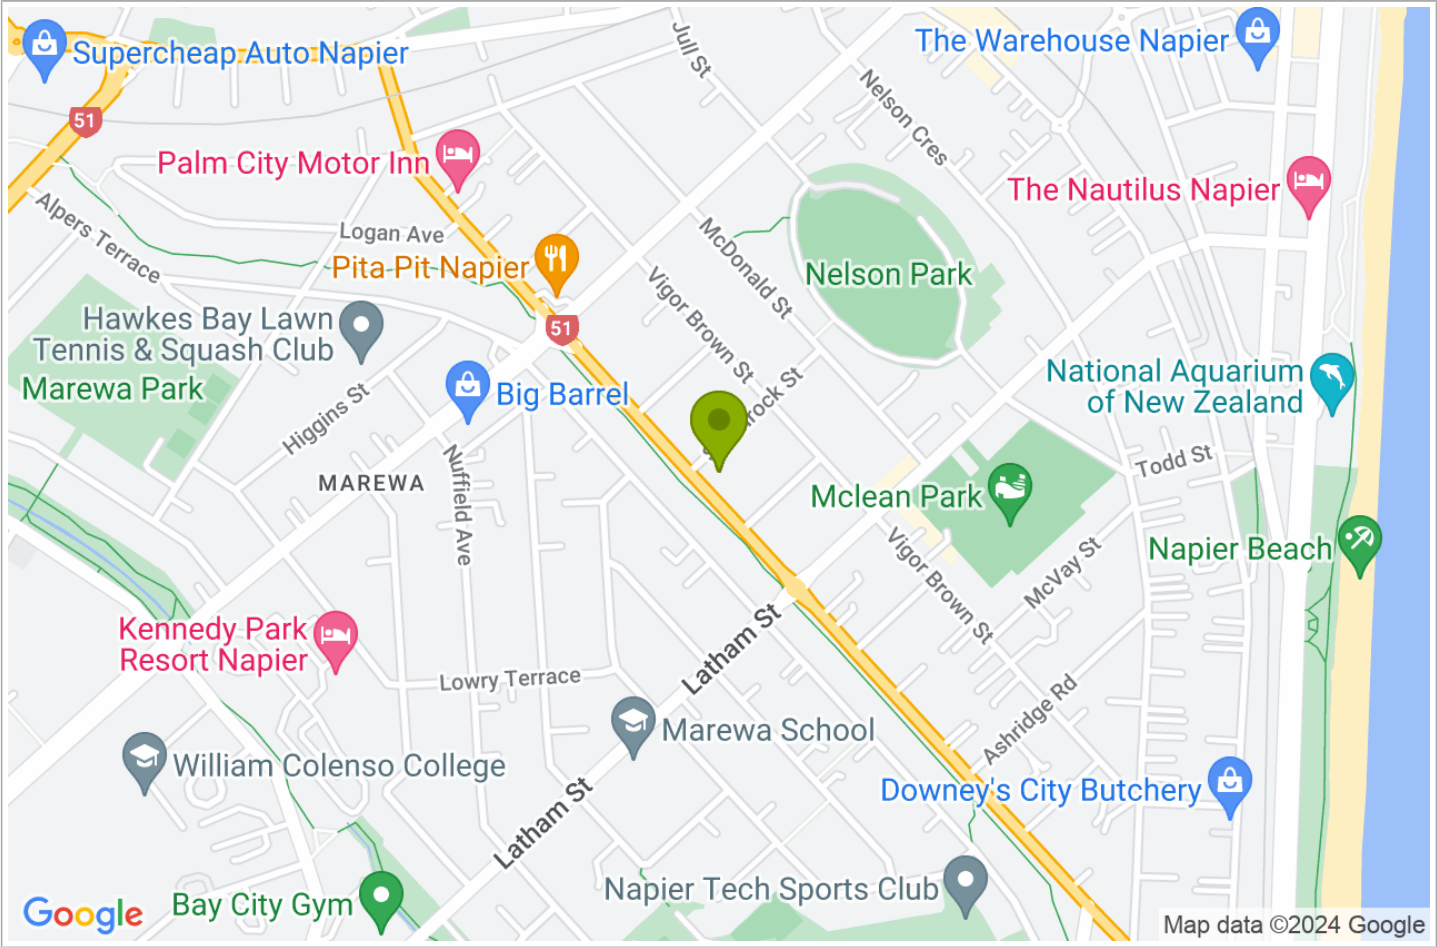 Supercheap Auto Napier
The Warehouse Napier
Jull St
Nelson Cres
51
Palm City Motor Inn
The Nautilus Napier
Alpers Terrace
Logan Ave
McDonald St
Pita Pit Napier
Nelson Park
Vigor Brown St
Hawkes Bay Lawn
Tennis & Squash Club
51
Marewa Park
Big Barrel
National Aquarium
of New Zealand
Higgins St
MAREWA
Nuffield Ave
Todd St
Mclean Park
Napier Beach
Vigor Brown St
McVay St
Kennedy Park
Resort Napier
Latham St
Lowry Terrace
Ashridge Rd
Marewa School
William Colenso College
Downey's City Butchery
Latham St
Napier Tech Sports Club
Bay City Gym
Google
Map data ©2024 Google